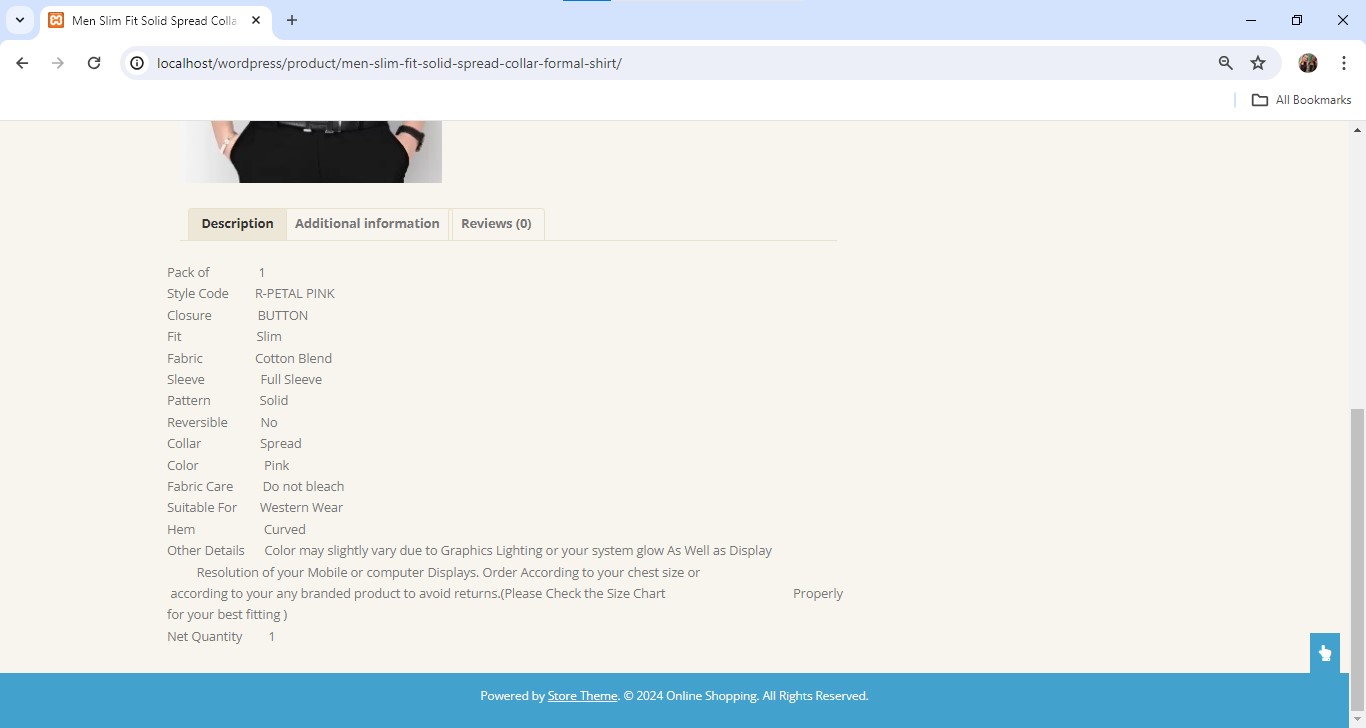 Men Slim Fit Solid Spread Colla
localhost/wordpress/product/men-slim-fit-solid-spread-collar-formal-shirt/
All Bookmarks
Description Additional information Reviews (0)
Pack of 1
Style Code R-PETAL PINK
Closure BUTTON
Fit Slim
Fabric Cotton Blend
Sleeve Full Sleeve
Pattern Solid
Reversible No
Collar Spread
Color Pink
Fabric Care Do not bleach
Suitable For Western Wear
Hem Curved
Other Details Color may slightly vary due to Graphics Lighting or your system glow As Well as Display
Resolution of your Mobile or computer Displays. Order According to your chest size or
according to your any branded product to avoid returns.(Please Check the Size Chart Properly
for your best fitting )
Net Quantity 1
Powered by Store Theme. © 2024 Online Shopping. All Rights Reserved.